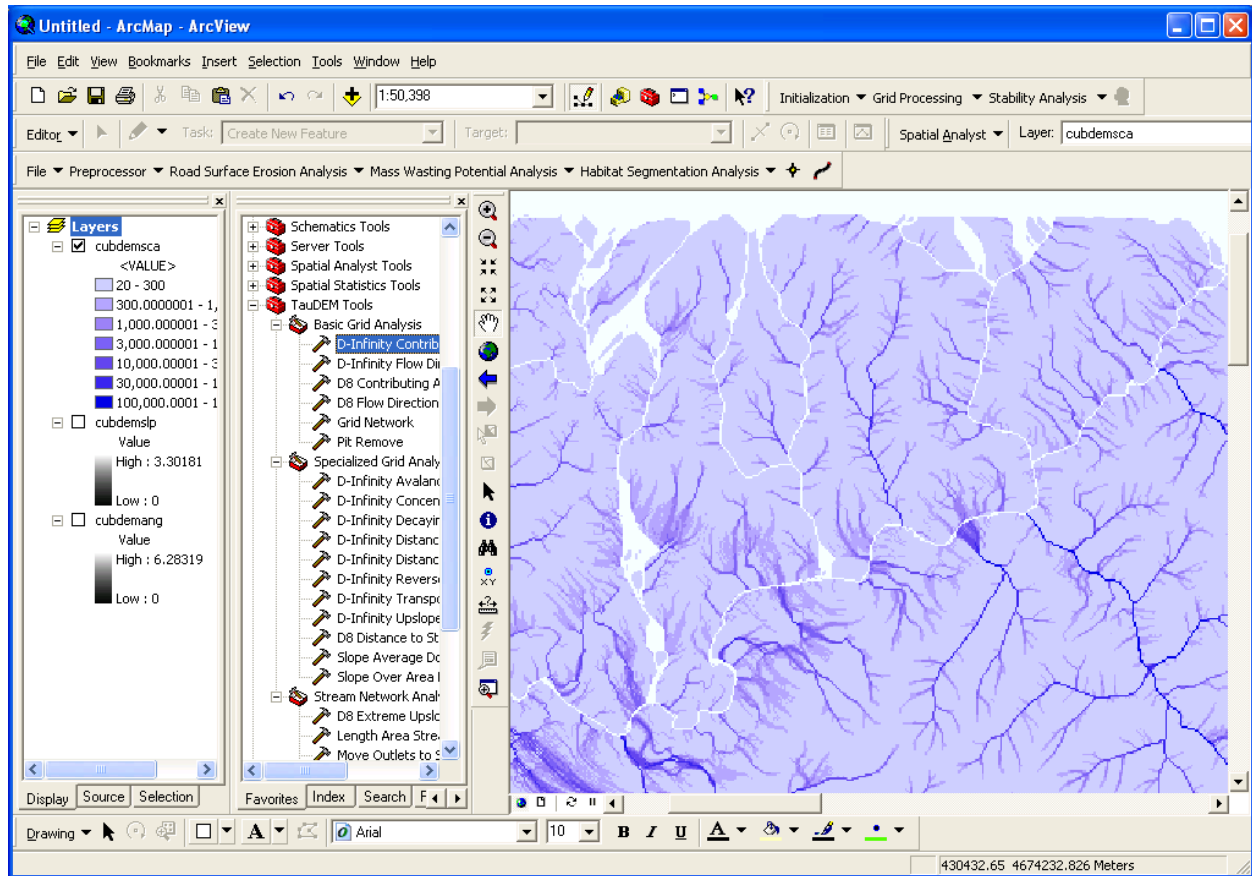 Untitled - ArcMap - ArcView
File Edit View Bookmarks Insert Selection Tools Window Help
1:50,398 Initialization Grid Processing Stability Analysis
Editor Task: Create New Feature Target: Spatial Analyst Layer: cubdemsca
File Preprocessor Road Surface Erosion Analysis Mass Wasting Potential Analysis Habitat Segmentation Analysis
Layers
cubdemsca
<VALUE>
20 - 300
300.0000001 - 1,
1,000.000001 - 3
3,000.000001 - 1
10,000.00001 - 3
30,000.00001 - 1
100,000.0001 - 1
cubdemslp
Value
High : 3.30181
Low : 0
cubdemang
Value
High : 6.28319
Low : 0
Display Source Selection
Schematics Tools
Server Tools
Spatial Analyst Tools
Spatial Statistics Tools
TauDEM Tools
Basic Grid Analysis
D-Infinity Contrib
D-Infinity Flow Di
D8 Contributing A
D8 Flow Direction
Grid Network
Pit Remove
Specialized Grid Analy
D-Infinity Avalanc
D-Infinity Concen
D-Infinity Decayin
D-Infinity Distanc
D-Infinity Distanc
D-Infinity Reverse
D-Infinity Transpo
D-Infinity Upslope
D8 Distance to St
Slope Average Do
Slope Over Area
Stream Network Anal
D8 Extreme Upslo
Length Area Stre
Move Outlets to S
Favorites Index Search
XY
Drawing A Arial 10 B I U A
430432.65 4674232.826 Meters